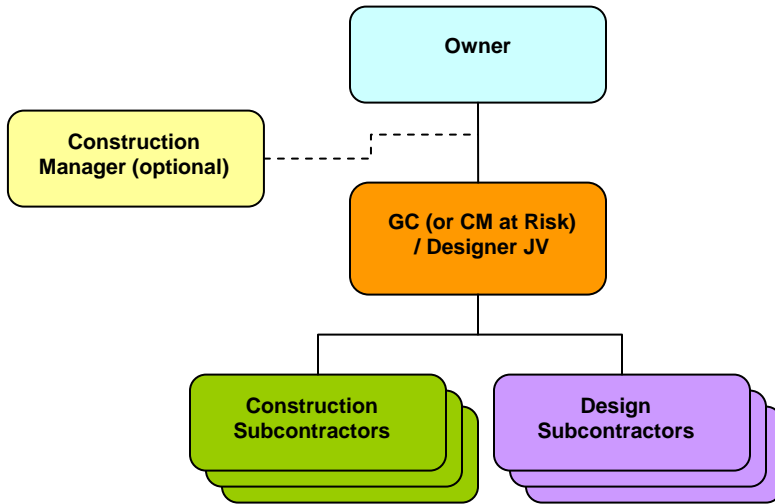 Owner
Construction
Manager (optional)
GC (or CM at Risk)
/ Designer JV
Construction
Subcontractors
Design
Subcontractors